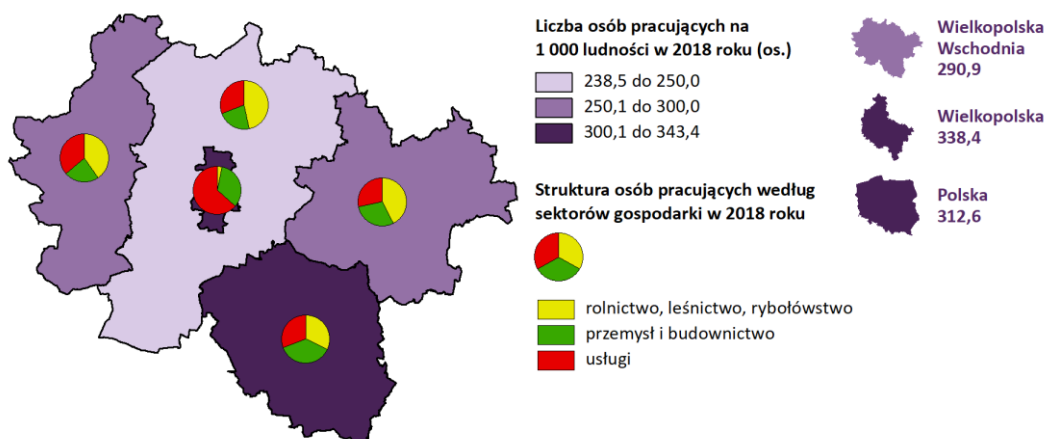 Liczba osób pracujących na
1 000 ludności w 2018 roku (os.)
238,5 do 250,0
250,1 do 300,0
300,1 do 343,4
Struktura osób pracujących według
sektorów gospodarki w 2018 roku
rolnictwo, leśnictwo, rybołówstwo
przemysł i budownictwo
usługi
Wielkopolska
Wschodnia
290,9
Wielkopolska
338,4
Polska
312,6